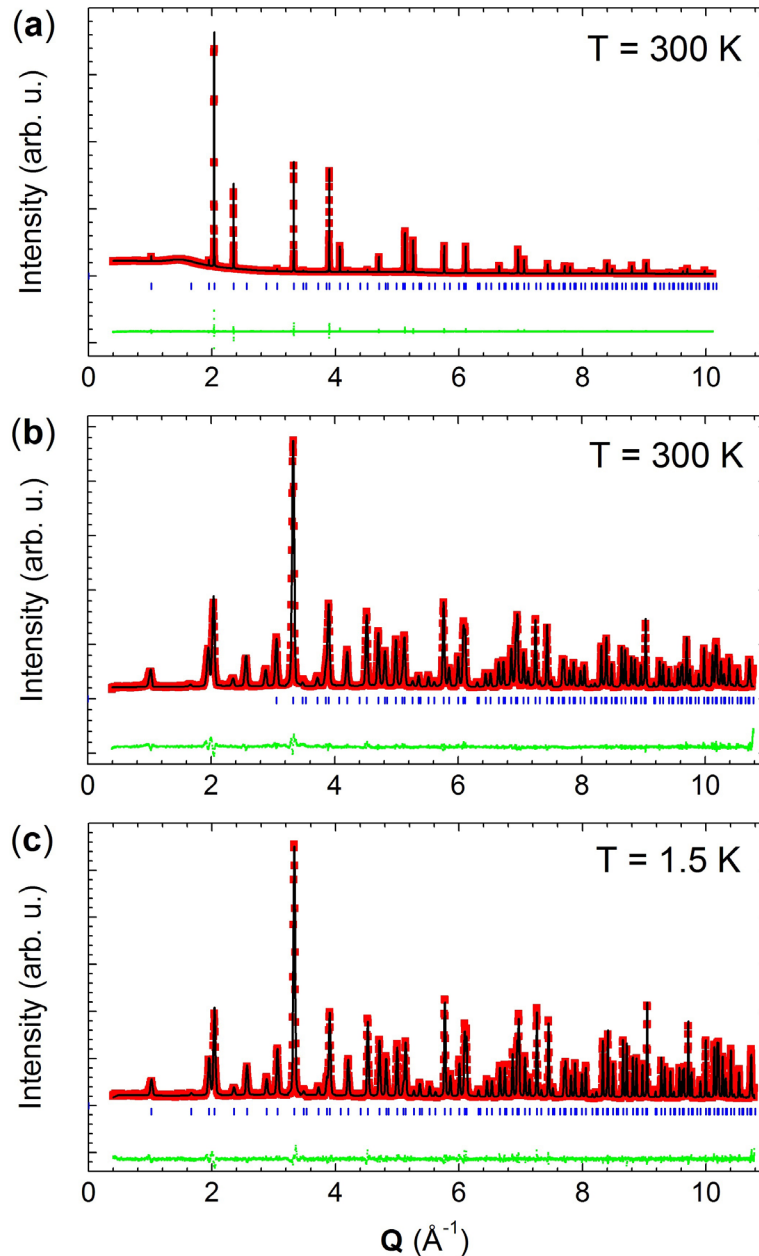 (a)
T = 300 K
Intensity (arb. u.)
0 2 4 6 8 10
(b)
T = 300 K
Intensity (arb. u.)
0 2 4 6 8 10
(c)
T = 1.5 K
Intensity (arb. u.)
0 2 4 6 8 10
Q (Å⁻¹)